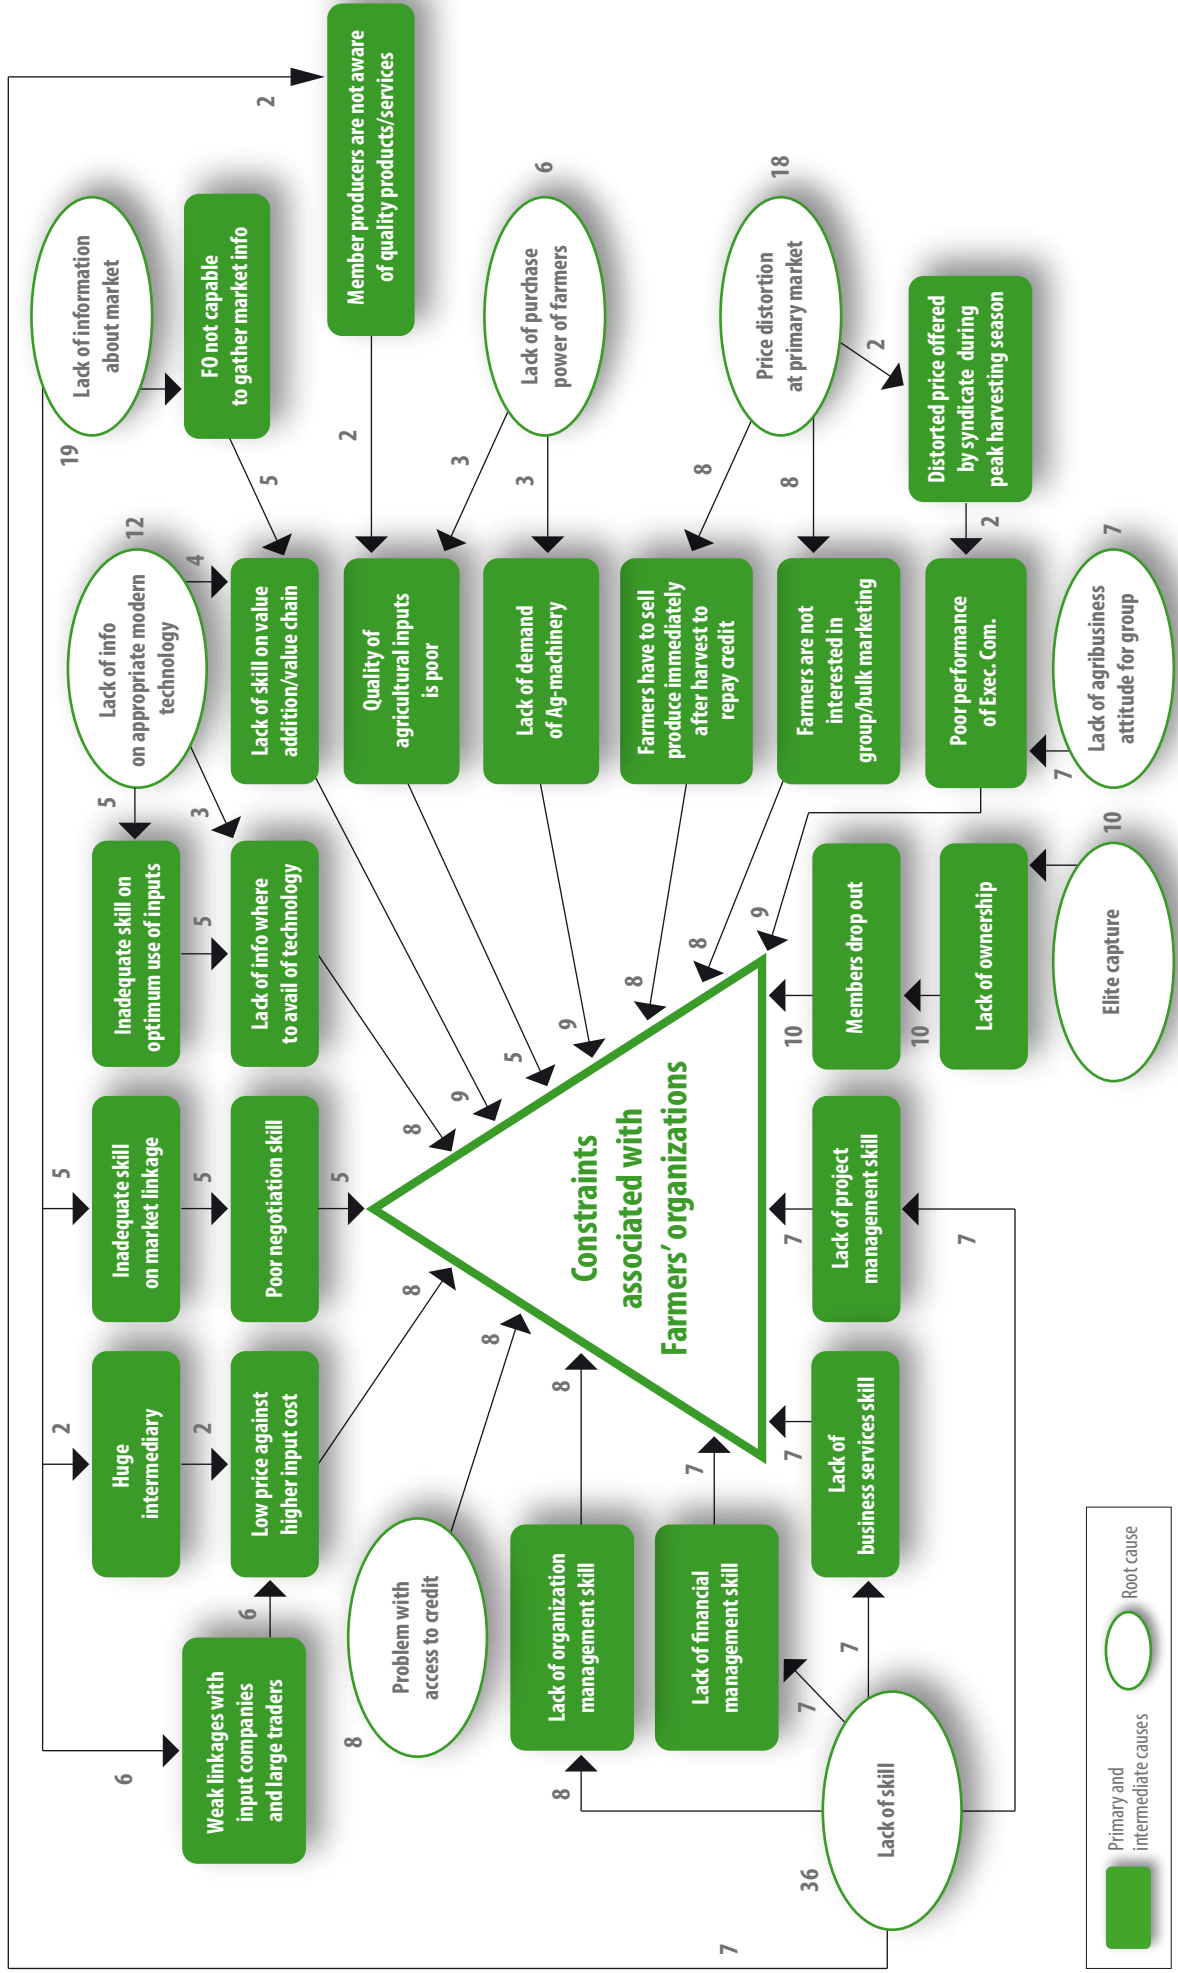 Weak linkages with
input companies
and large traders
Huge
intermediary
Low price against
higher input cost
Inadequate skill
on market linkage
Poor negotiation skill
Inadequate skill on
optimum use of inputs
Lack of info where
to avail of technology
Lack of info
on appropriate modern
technology
12
Lack of information
about market
19
FO not capable
to gather market info
Lack of skill on value
addition/value chain
Member producers are not aware
of quality products/services
6
6
2
2
5
5
5
5
3
4
5
5
2
2
8
8
9
Problem with
access to credit
8
8
Quality of
agricultural inputs
is poor
5
Lack of purchase
power of farmers
6
3
3
Lack of demand
of Ag-machinery
9
Lack of organization
management skill
8
8
Lack of financial
management skill
7
7
Constraints
associated with
Farmers’ organizations
Farmers have to sell
produce immediately
after harvest to
repay credit
8
8
Price distortion
at primary market
18
Farmers are not
interested in
group/bulk marketing
8
8
2
Distorted price offered
by syndicate during
peak harvesting season
2
Poor performance
of Exec. Com.
9
Lack of skill
36
7
Lack of
business services skill
7
7
Lack of project
management skill
7
7
Members drop out
10
Lack of ownership
10
Elite capture
10
Lack of agribusiness
attitude for group
7
7
Primary and
intermediate causes
Root cause